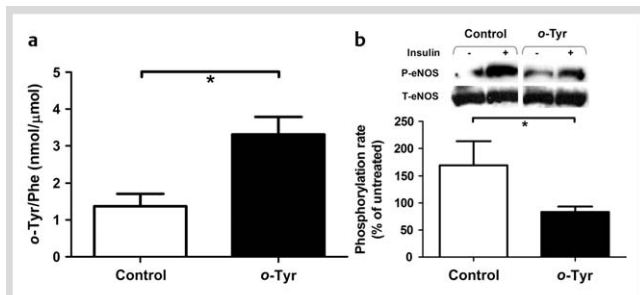 a
*
o-Tyr/Phe (nmol/μmol)
5
4
3
2
1
0
Control
o-Tyr
b
Control
o-Tyr
Insulin
- + - +
P-eNOS
T-eNOS
*
Phosphorylation rate
(% of untreated)
250
200
150
100
50
0
Control
o-Tyr